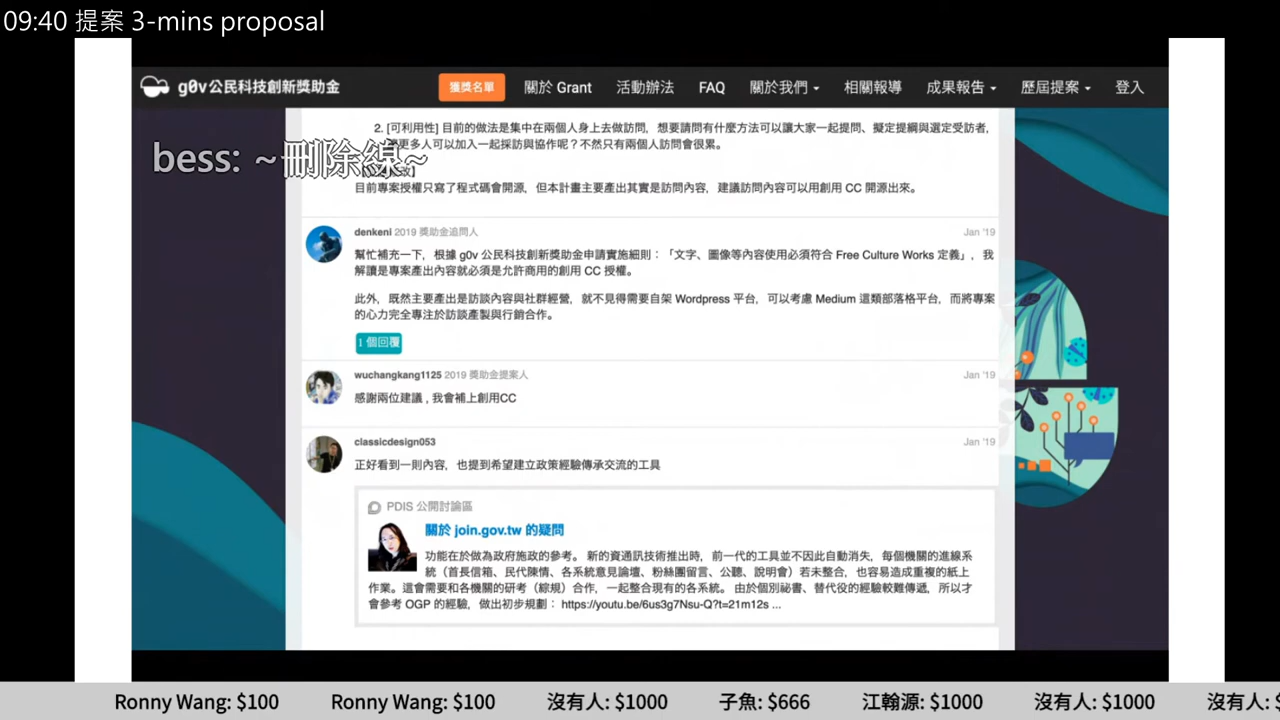 09:40 提案 3-mins proposal
g0v公民科技創新獎助金 獲獎名單 關於 Grant 活動辦法 FAQ 關於我們 相關報導 成果報告 歷屆提案 登入
2. [可利用性] 目前的做法是集中在兩個人身上去做訪問，想要請問有什麼方法可以讓大家一起提問、擬定提綱與選定受訪者，
更多人可以加入一起採訪與協作呢？不然只有兩個人訪問會很累。
bess: ~刪除線~
目前專案授權只寫了程式碼會開源，但本計畫主要產出其實是訪問內容，建議訪問內容可以用創用 CC 開源出來。
denkeni 2019 獎助金追問人 Jan '19
幫忙補充一下，根據 g0v 公民科技創新獎助金申請實施細則：「文字、圖像等內容使用必須符合 Free Culture Works 定義」，我
解讀是專案產出內容就必須是允許商用的創用 CC 授權。
此外，既然主要產出是訪談內容與社群經營，就不見得需要自架 Wordpress 平台，可以考慮 Medium 這類部落格平台，而將專案
的心力完全專注於訪談產製與行銷合作。
1 個回覆
wuchangkang1125 2019 獎助金提案人 Jan '19
感謝兩位建議，我會補上創用CC
classicdesign053 Jan '19
正好看到一則內容，也提到希望建立政策經驗傳承交流的工具
PDIS 公開討論區
關於 join.gov.tw 的疑問
功能在於做為政府施政的參考。 新的資通訊技術推出時，前一代的工具並不因此自動消失，每個機關的進線系
統（首長信箱、民代陳情、各系統意見論壇、粉絲團留言、公聽、說明會）若未整合，也容易造成重複的紙上
作業。這會需要和各機關的研考（綜規）合作，一起整合現有的各系統。 由於個別祕書、替代役的經驗較難傳遞，所以才
會參考 OGP 的經驗，做出初步規劃： https://youtu.be/6us3g7Nsu-Q?t=21m12s ...
Ronny Wang: $100 Ronny Wang: $100 沒有人: $1000 子魚: $666 江翰源: $1000 沒有人: $1000 沒有人: $